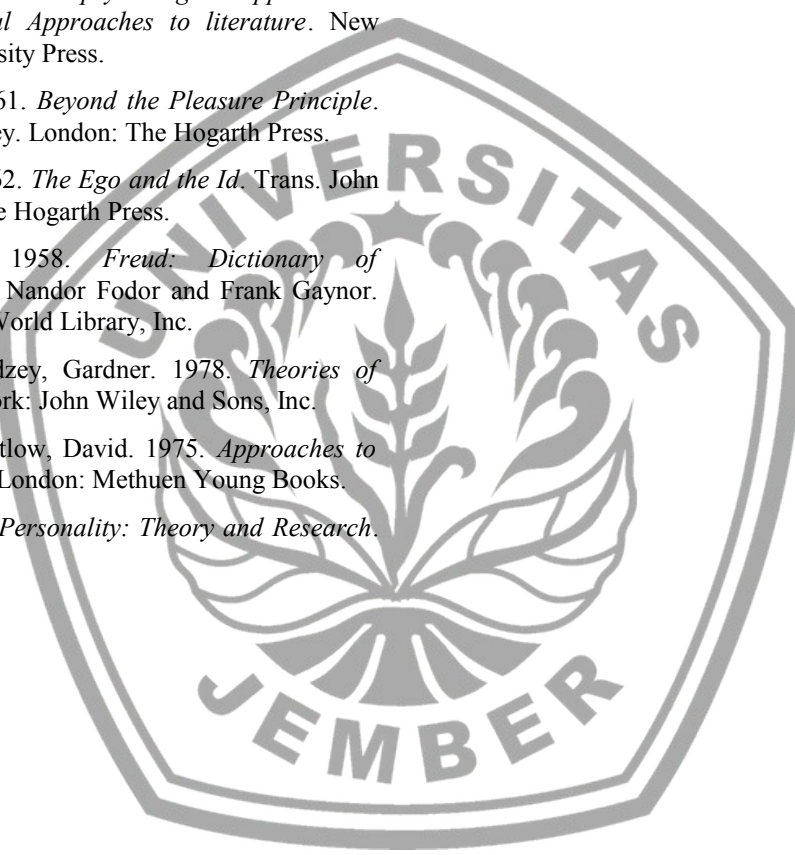 al Approaches to literature. New
sity Press.
61. Beyond the Pleasure Principle.
ey. London: The Hogarth Press.
62. The Ego and the Id. Trans. John
e Hogarth Press.
1958. Freud: Dictionary of
Nandor Fodor and Frank Gaynor.
World Library, Inc.
dzey, Gardner. 1978. Theories of
ork: John Wiley and Sons, Inc.
tlow, David. 1975. Approaches to
London: Methuen Young Books.
Personality: Theory and Research.
UNIVERSITAS
JEMBER